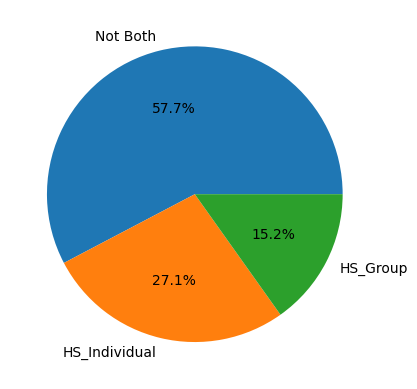 Not Both
57.7%
15.2%
HS_Group
27.1%
HS_Individual